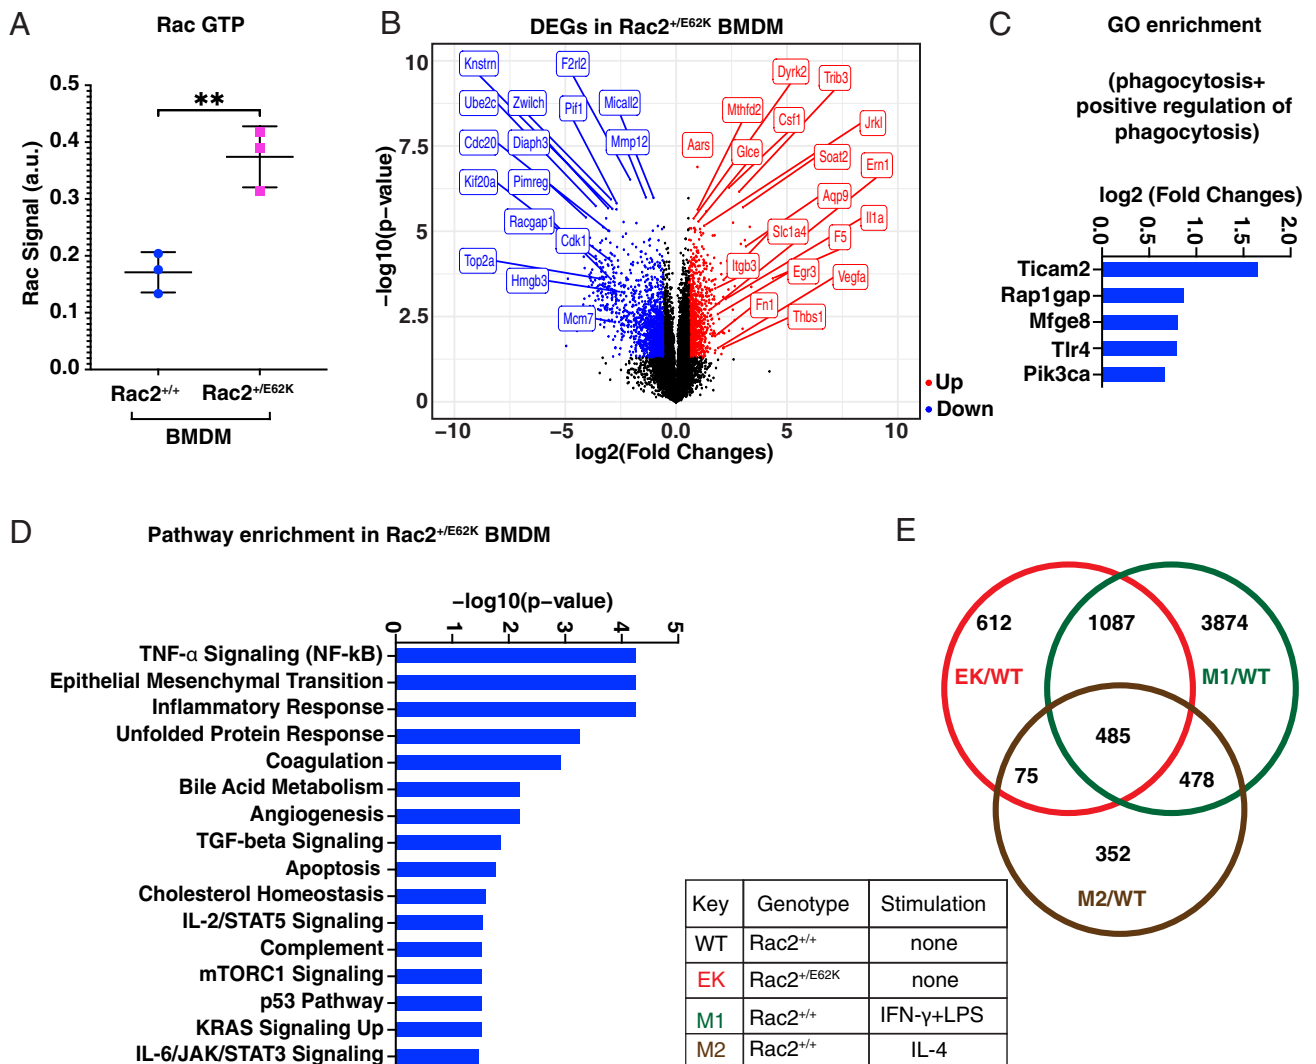 A
Rac GTP
Rac Signal (a.u.)
0.5
0.4
0.3
0.2
0.1
0.0
**
Rac2+/+
Rac2+/E62K
BMDM
B
DEGs in Rac2+/E62K BMDM
−log10(p−value)
10
7.5
5
2.5
0
−10
−5
0.0
5
10
log2(Fold Changes)
Knstrn
F2rl2
Ube2c
Zwilch
Pif1
Micall2
Cdc20
Diaph3
Mmp12
Kif20a
Pimreg
Racgap1
Cdk1
Top2a
Hmgb3
Mcm7
Dyrk2
Trib3
Mthfd2
Csf1
Jrkl
Aars
Glce
Soat2
Ern1
Aqp9
Il1a
Slc1a4
F5
Itgb3
Egr3
Vegfa
Fn1
Thbs1
Up
Down
C
GO enrichment
(phagocytosis+
positive regulation of
phagocytosis)
log2 (Fold Changes)
0.0
0.5
1.0
1.5
2.0
Ticam2
Rap1gap
Mfge8
Tlr4
Pik3ca
D
Pathway enrichment in Rac2+/E62K BMDM
−log10(p−value)
0
1
2
3
4
5
TNF-α Signaling (NF-kB)
Epithelial Mesenchymal Transition
Inflammatory Response
Unfolded Protein Response
Coagulation
Bile Acid Metabolism
Angiogenesis
TGF-beta Signaling
Apoptosis
Cholesterol Homeostasis
IL-2/STAT5 Signaling
Complement
mTORC1 Signaling
p53 Pathway
KRAS Signaling Up
IL-6/JAK/STAT3 Signaling
Key Genotype Stimulation
WT Rac2+/+ none
EK Rac2+/E62K none
M1 Rac2+/+ IFN-γ+LPS
M2 Rac2+/+ IL-4
E
612
1087
3874
EK/WT
M1/WT
485
75
478
352
M2/WT